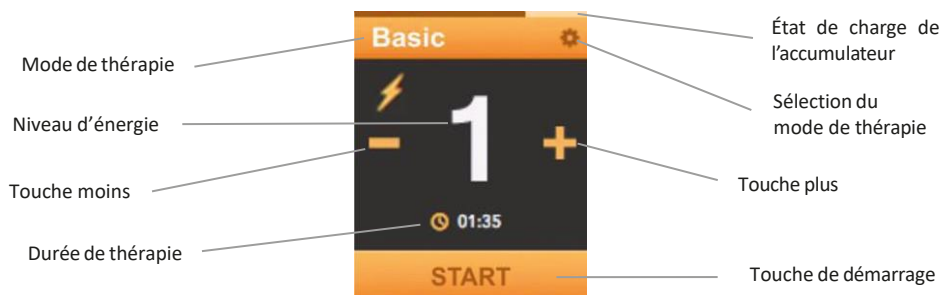 État de charge de
l'accumulateur
Basic
Mode de thérapie
Sélection du
mode de thérapie
Niveau d'énergie
1
Touche moins
Touche plus
01:35
Durée de thérapie
START
Touche de démarrage